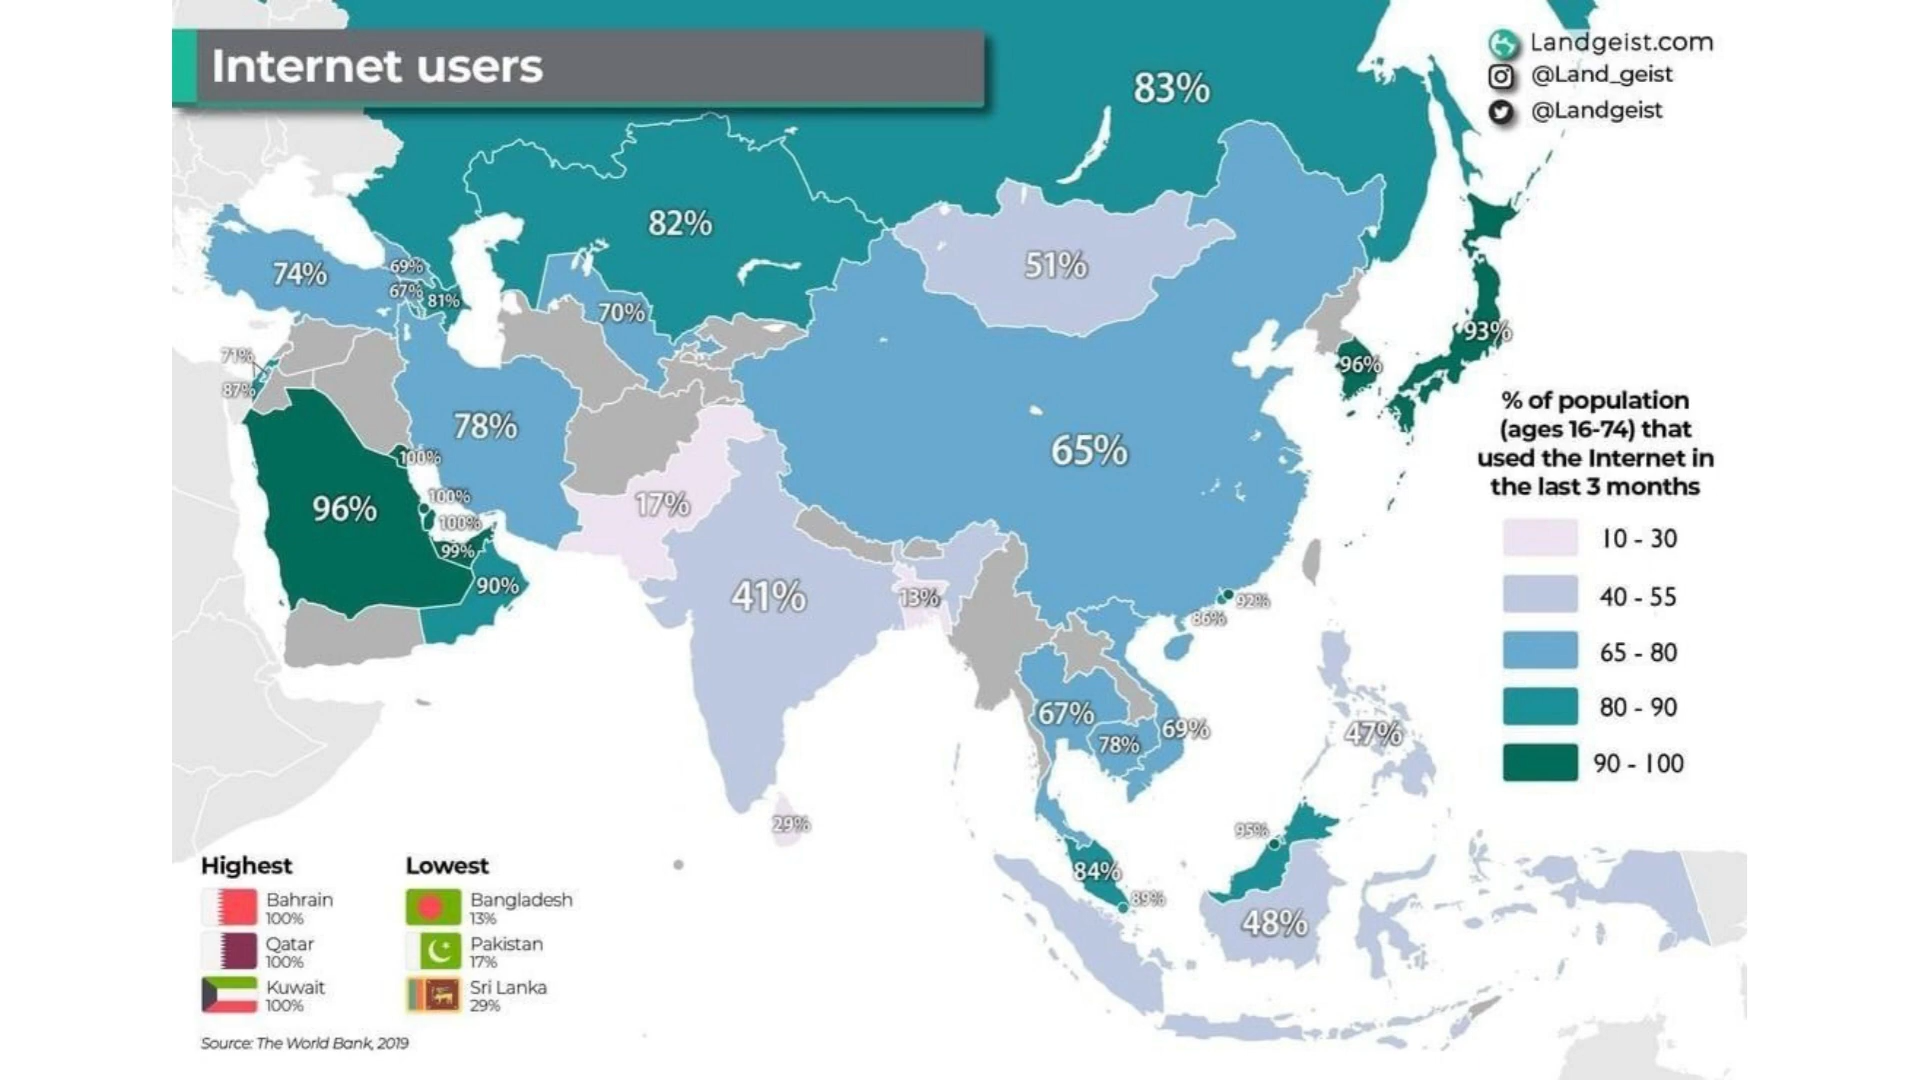 Internet users
Landgeist.com
@Land_geist
@Landgeist
83%
82%
74%
69%
67%
81%
70%
51%
71%
87%
78%
93%
96%
100%
96%
100%
100%
99%
90%
17%
65%
41%
13%
92%
86%
67%
78%
69%
47%
29%
95%
84%
89%
48%
% of population
(ages 16-74) that
used the Internet in
the last 3 months
10 - 30
40 - 55
65 - 80
80 - 90
90 - 100
Highest
Bahrain
100%
Qatar
100%
Kuwait
100%
Lowest
Bangladesh
13%
Pakistan
17%
Sri Lanka
29%
Source: The World Bank, 2019